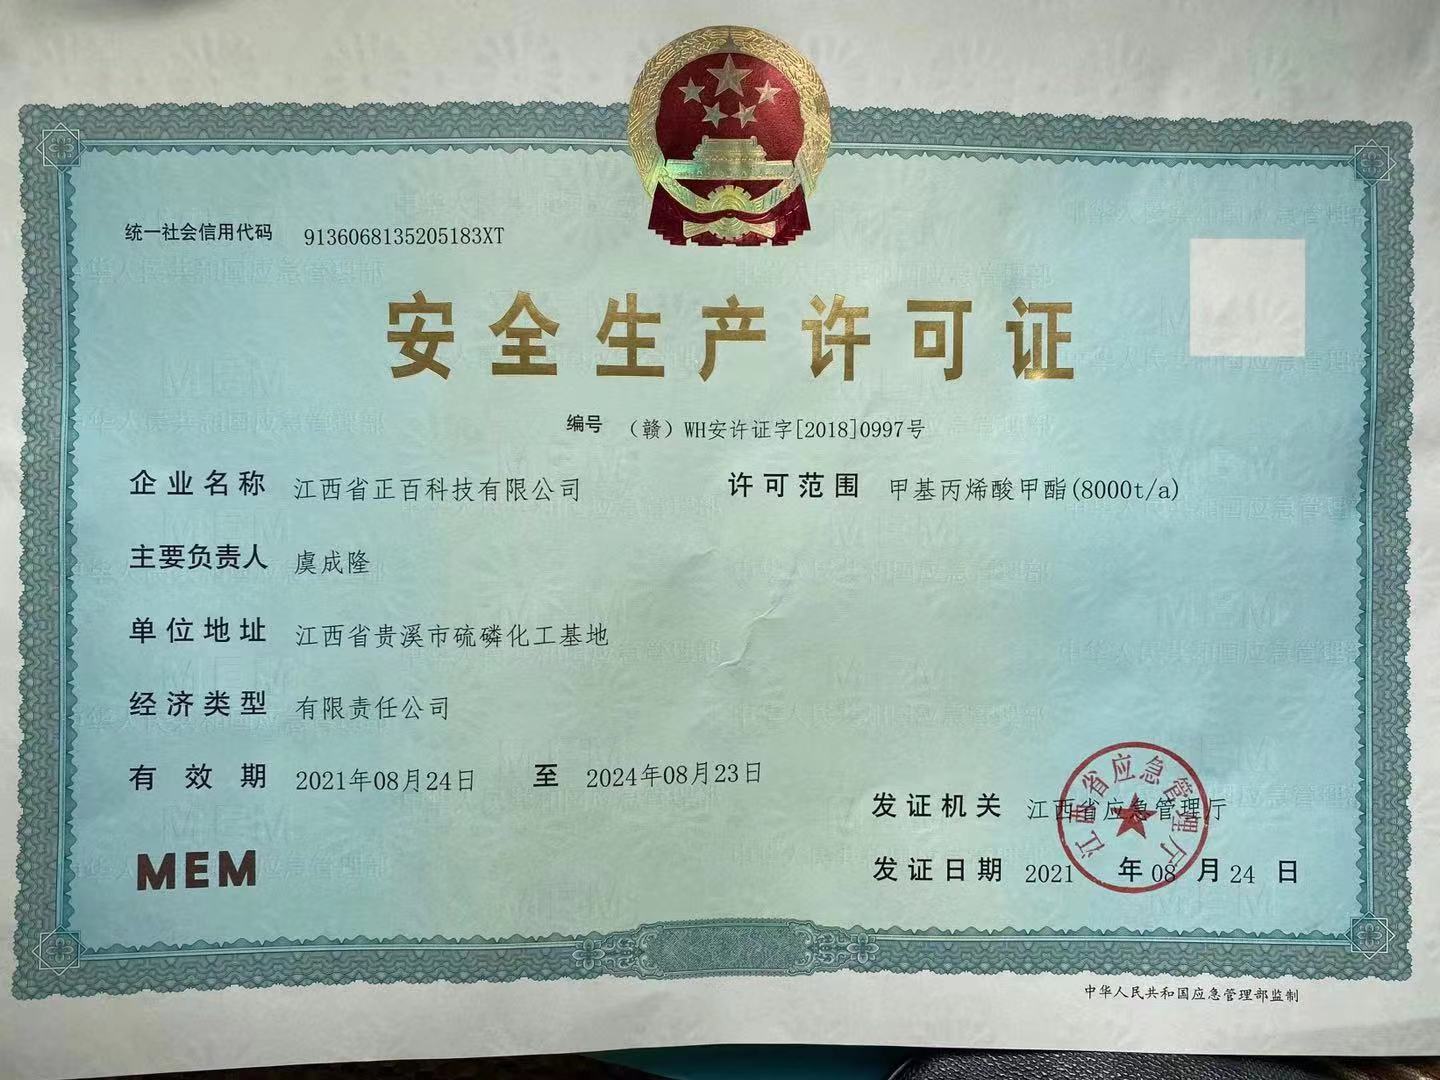 统一社会信用代码 9136068135205183XT
安全生产许可证
编号 （赣）WH安许证字[2018]0997号
企业名称 江西省正百科技有限公司
许可范围 甲基丙烯酸甲酯(8000t/a)
主要负责人 虞成隆
单位地址 江西省贵溪市硫磷化工基地
经济类型 有限责任公司
有效期 2021年08月24日 至 2024年08月23日
发证机关 江西省应急管理厅
发证日期 2021 年 08 月 24 日
江西省应急管理厅
MEM
中华人民共和国应急管理部监制